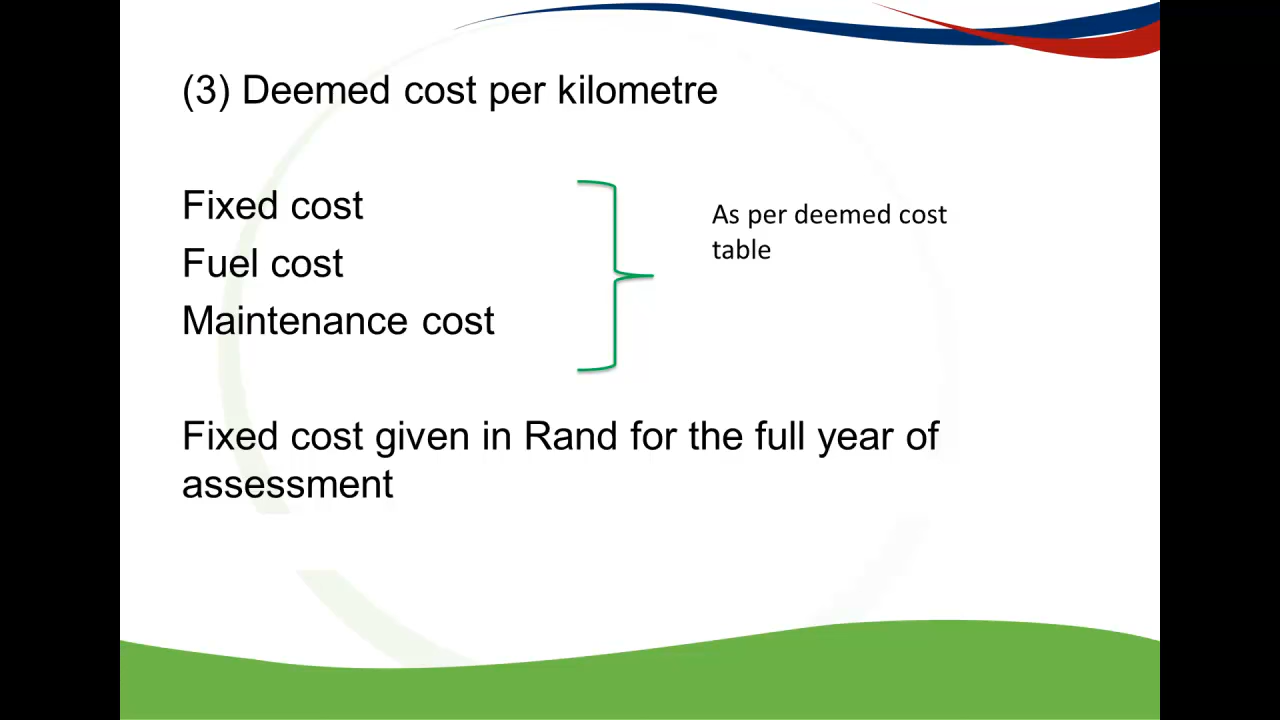 (3) Deemed cost per kilometre
Fixed cost
Fuel cost
Maintenance cost
As per deemed cost
table
Fixed cost given in Rand for the full year of
assessment